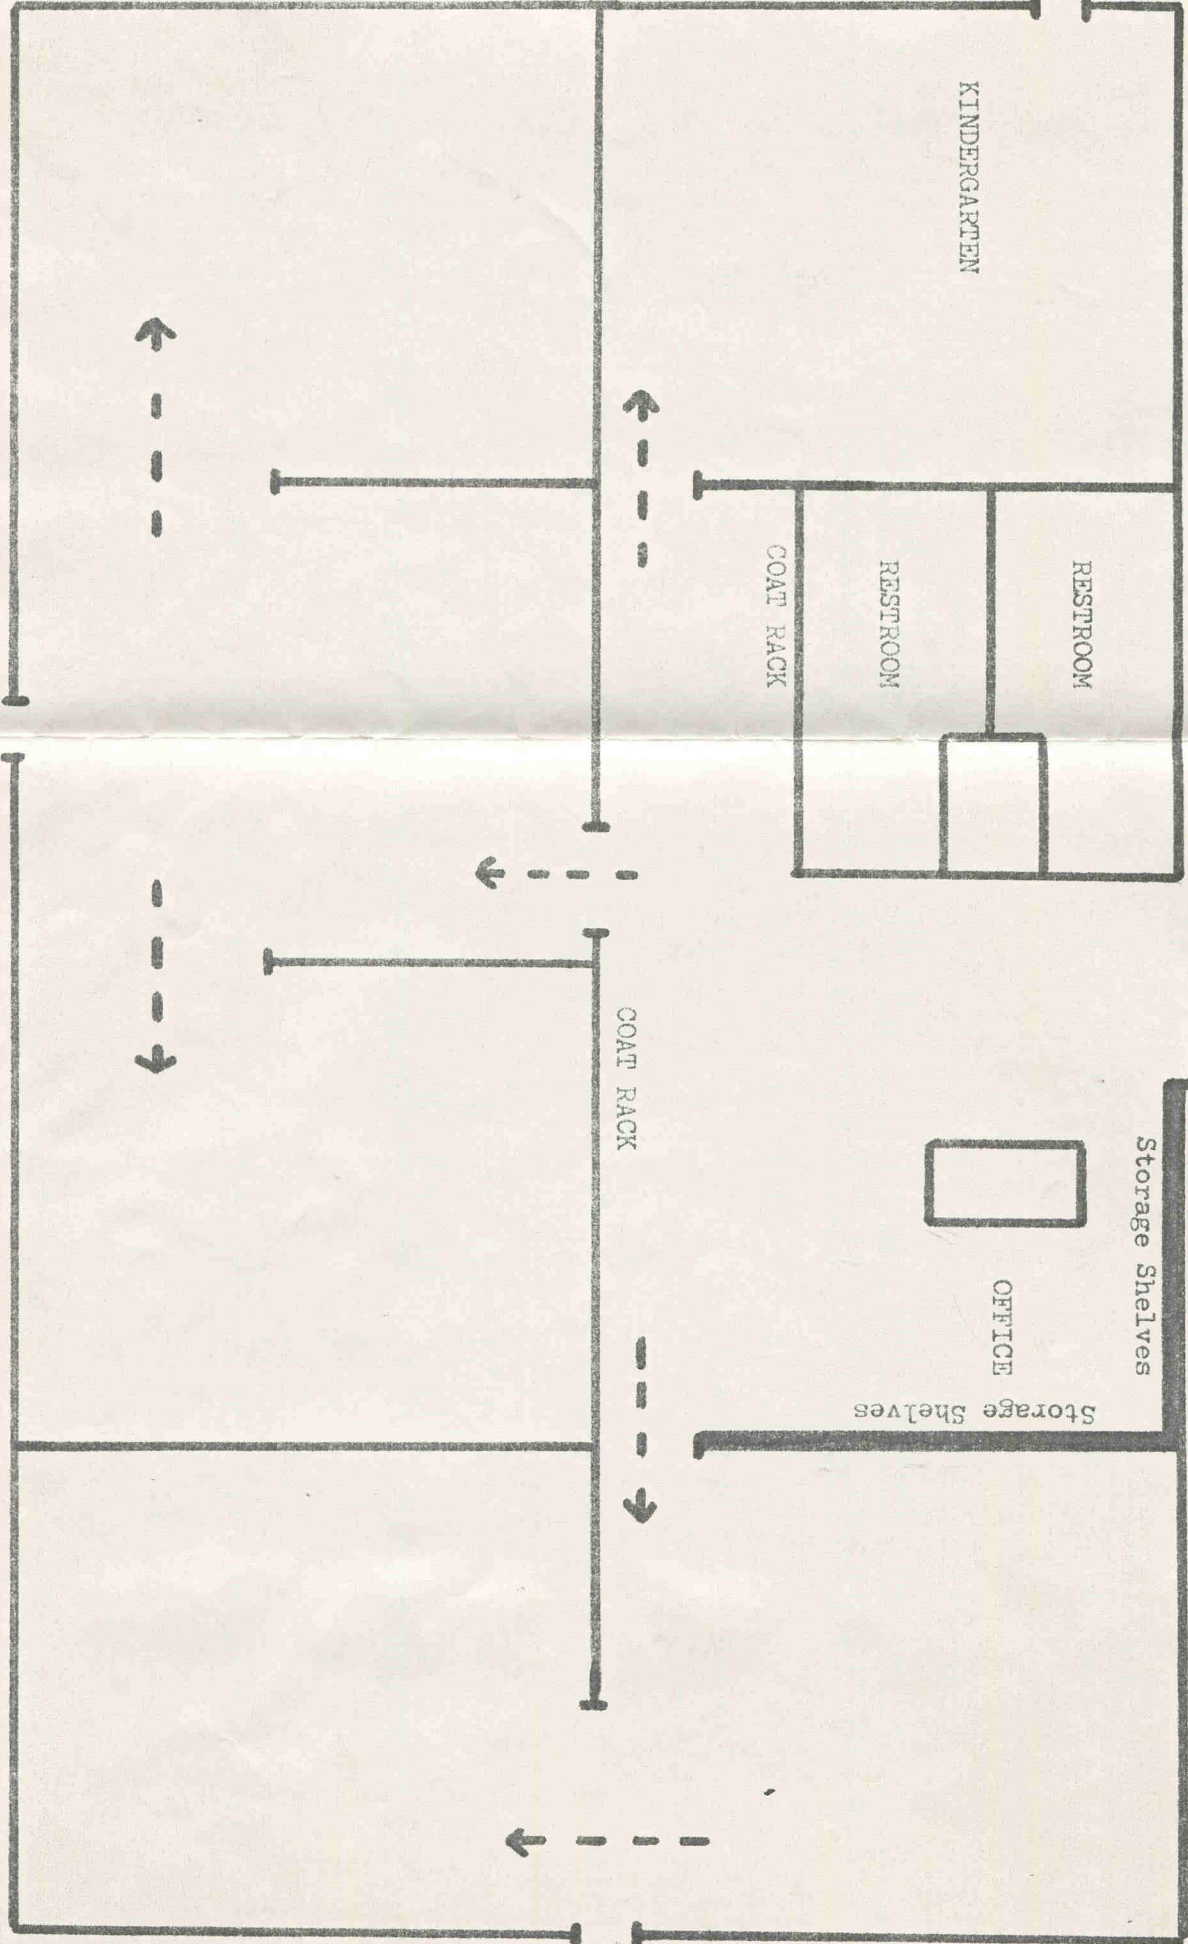 KINDERGARTEN
RESTROOM
RESTROOM
COAT RACK
COAT RACK
Storage Shelves
OFFICE
Storage Shelves